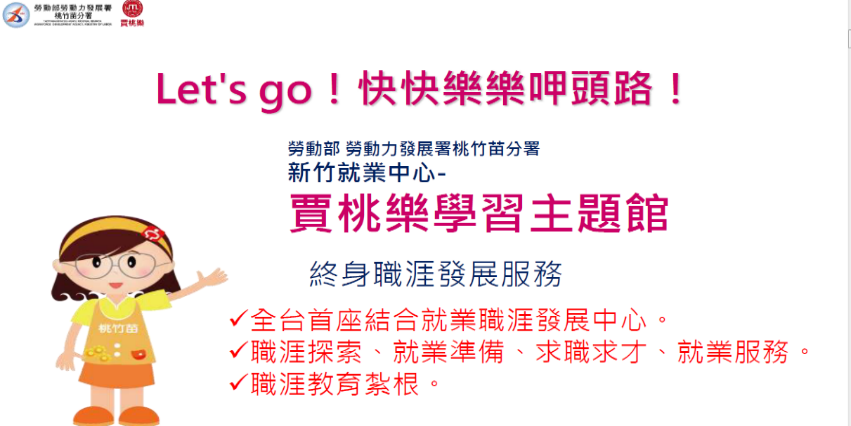 勞動部勞動力發展署
桃竹苗分署
賈桃樂
Let's go！快快樂樂呷頭路！
勞動部 勞動力發展署桃竹苗分署
新竹就業中心-
賈桃樂學習主題館
終身職涯發展服務
✓全台首座結合就業職涯發展中心。
✓職涯探索、就業準備、求職求才、就業服務。
✓職涯教育紮根。
桃竹苗